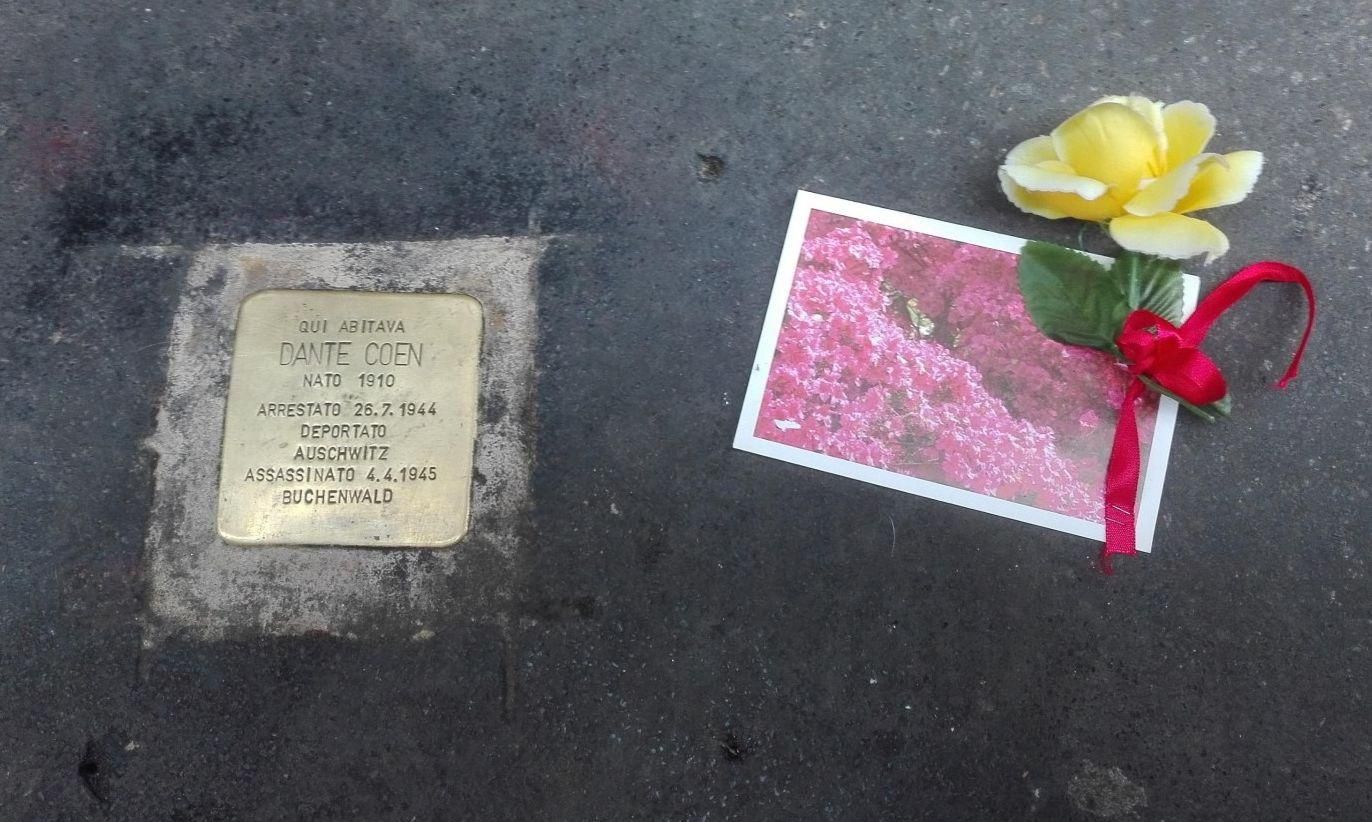 QUI ABITAVA
DANTE COEN
NATO 1910
ARRESTATO 26.7.1944
DEPORTATO
AUSCHWITZ
ASSASSINATO 4.4.1945
BUCHENWALD